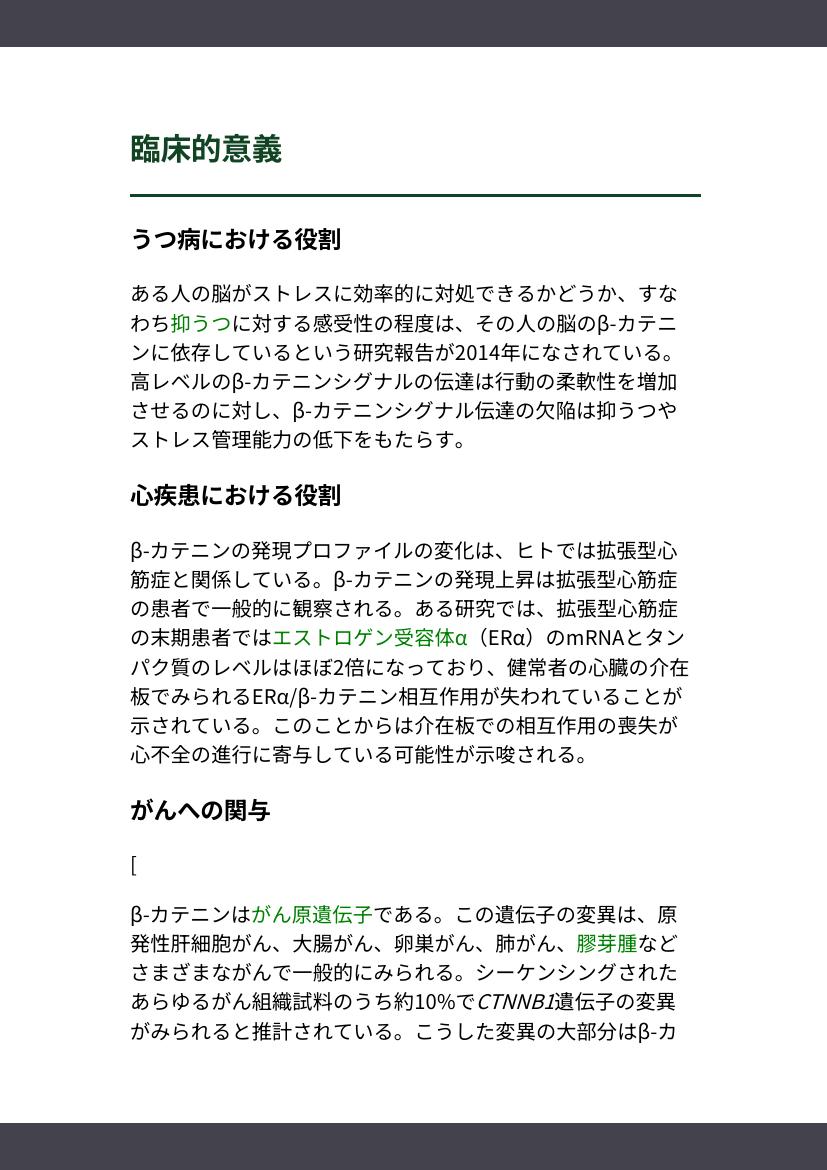 臨床的意義
うつ病における役割
ある人の脳がストレスに効率的に対処できるかどうか、すな
わち抑うつに対する感受性の程度は、その人の脳のβ-カテニ
ンに依存しているという研究報告が2014年になされている。
高レベルのβ-カテニンシグナルの伝達は行動の柔軟性を増加
させるのに対し、β-カテニンシグナル伝達の欠陥は抑うつや
ストレス管理能力の低下をもたらす。
心疾患における役割
β-カテニンの発現プロファイルの変化は、ヒトでは拡張型心
筋症と関係している。β-カテニンの発現上昇は拡張型心筋症
の患者で一般的に観察される。ある研究では、拡張型心筋症
の末期患者ではエストロゲン受容体α（ERα）のmRNAとタン
パク質のレベルはほぼ2倍になっており、健常者の心臓の介在
板でみられるERα/β-カテニン相互作用が失われていることが
示されている。このことからは介在板での相互作用の喪失が
心不全の進行に寄与している可能性が示唆される。
がんへの関与
[
β-カテニンはがん原遺伝子である。この遺伝子の変異は、原
発性肝細胞がん、大腸がん、卵巣がん、肺がん、膠芽腫など
さまざまながんで一般的にみられる。シーケンシングされた
あらゆるがん組織試料のうち約10%でCTNNB1遺伝子の変異
がみられると推計されている。こうした変異の大部分はβ-カ